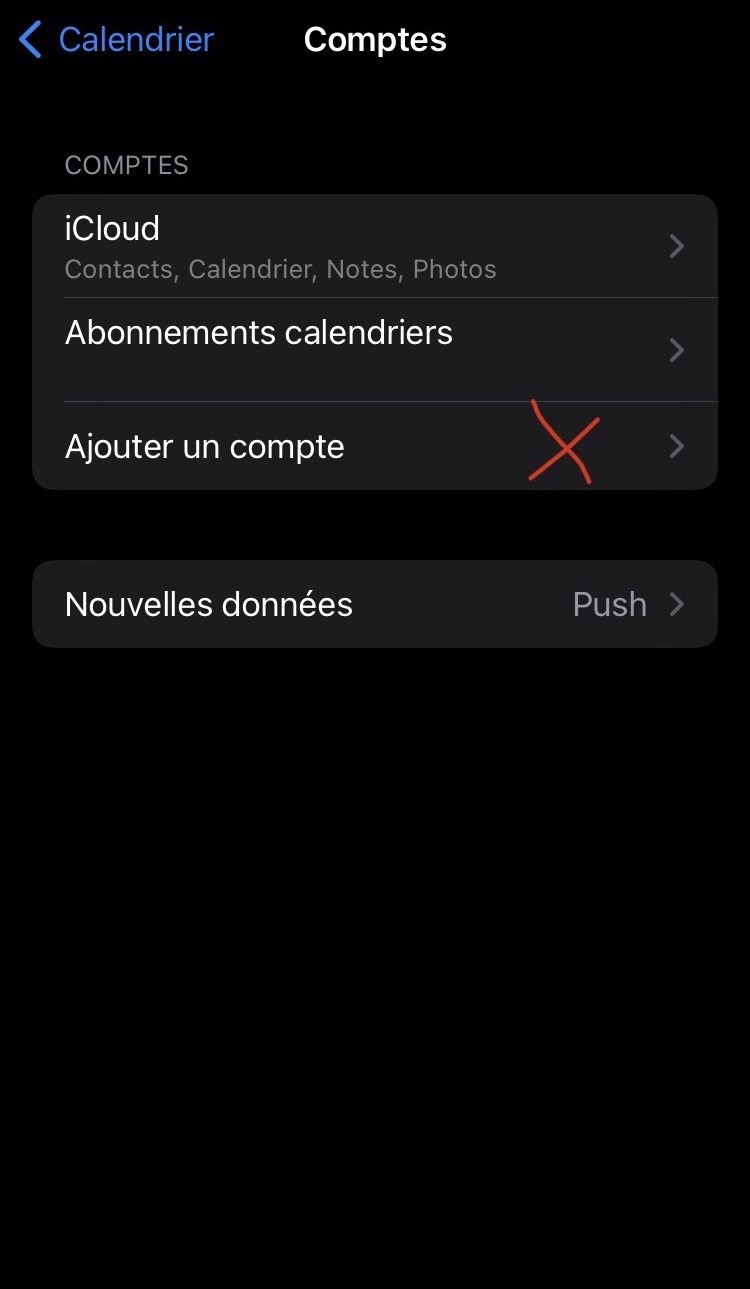 Calendrier
Comptes
COMPTES
iCloud
Contacts, Calendrier, Notes, Photos
Abonnements calendriers
Ajouter un compte
Nouvelles données
Push